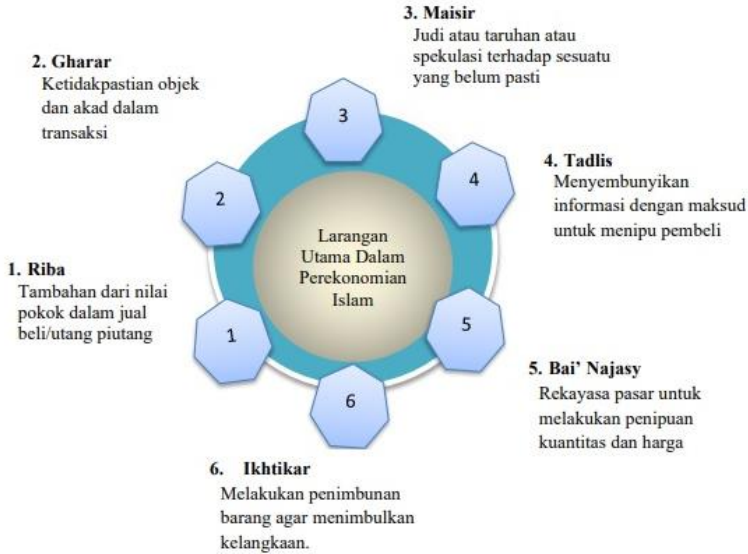 3. Maisir
Judi atau taruhan atau
spekulasi terhadap sesuatu
yang belum pasti
2. Gharar
Ketidakpastian objek
dan akad dalam
transaksi
3
4. Tadlis
Menyembunyikan
informasi dengan maksud
untuk menipu pembeli
4
2
Larangan
Utama Dalam
Perekonomian
Islam
1. Riba
Tambahan dari nilai
pokok dalam jual
beli/utang piutang
1
5
5. Bai’ Najasy
Rekayasa pasar untuk
melakukan penipuan
kuantitas dan harga
6
6. Ikhtikar
Melakukan penimbunan
barang agar menimbulkan
kelangkaan.